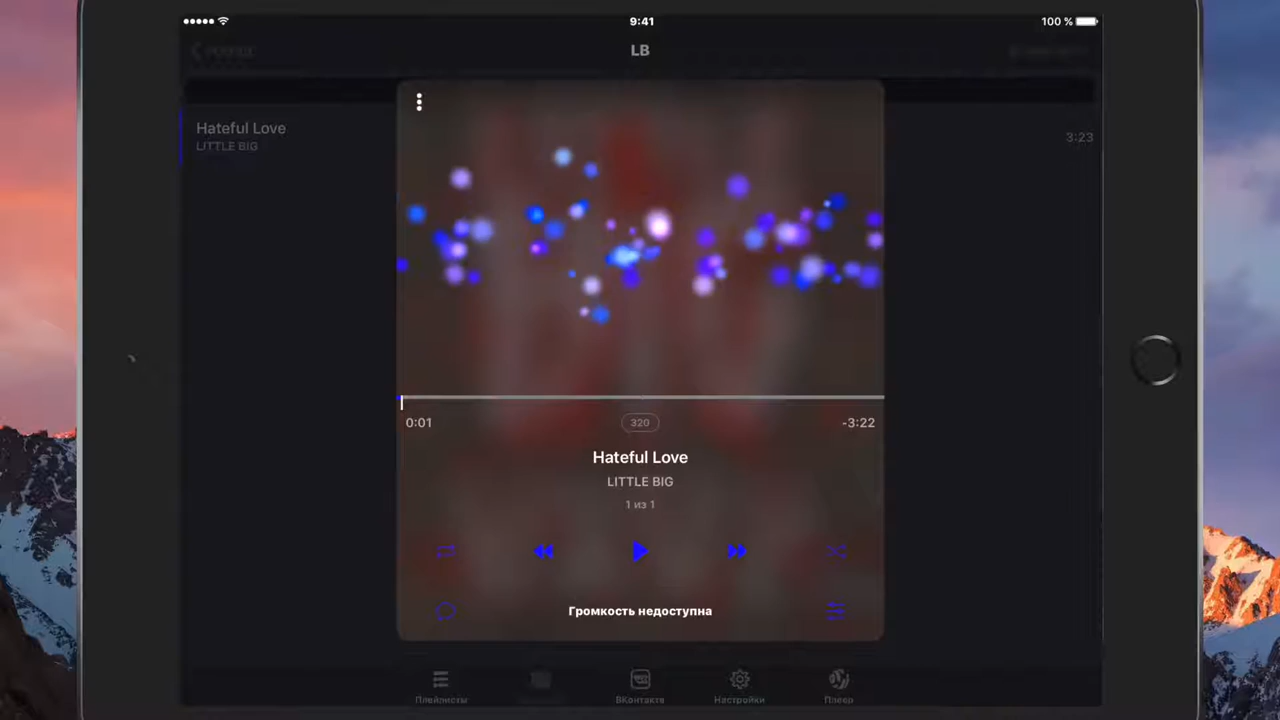 9:41
100 %
LB
Hateful Love
LITTLE BIG
3:23
0:01
320
-3:22
Hateful Love
LITTLE BIG
1 из 1
Громкость недоступна
Плейлисты
ВКонтакте
Настройки
Плеер